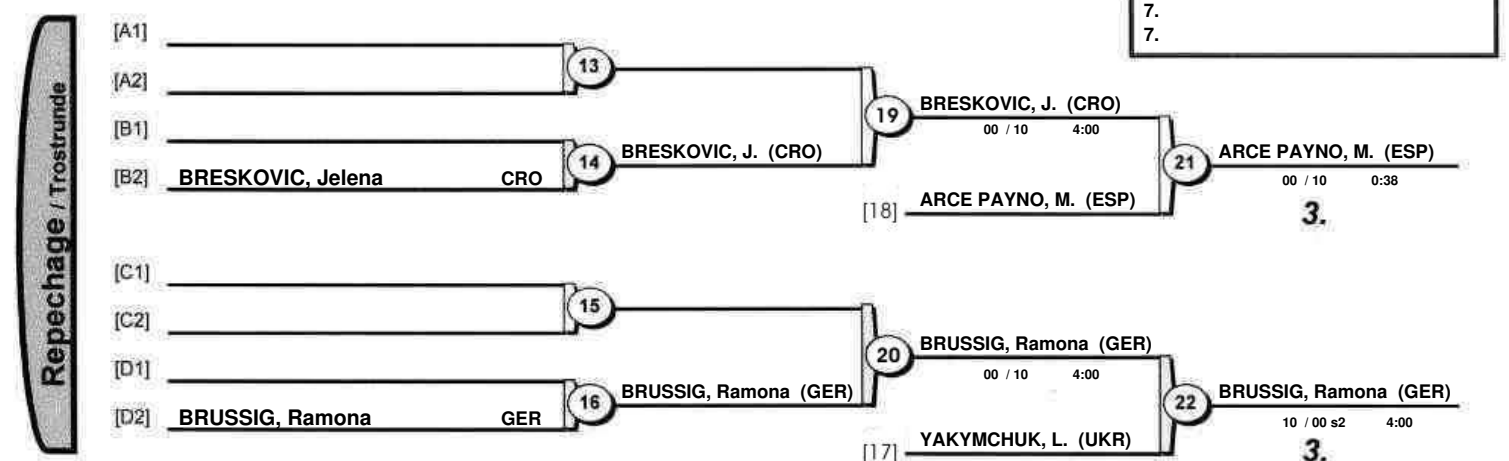 7.
7.
Repechage / Trostrunde
[A1]
[A2]
13
[B1]
[B2] BRESKOVIC, Jelena CRO
14
BRESKOVIC, J. (CRO)
19
BRESKOVIC, J. (CRO)
00 / 10 4:00
[18] ARCE PAYNO, M. (ESP)
21
ARCE PAYNO, M. (ESP)
00 / 10 0:38
3.
[C1]
[C2]
15
[D1]
[D2] BRUSSIG, Ramona GER
16
BRUSSIG, Ramona (GER)
20
BRUSSIG, Ramona (GER)
00 / 10 4:00
[17] YAKYMCHUK, L. (UKR)
22
BRUSSIG, Ramona (GER)
10 / 00 s2 4:00
3.